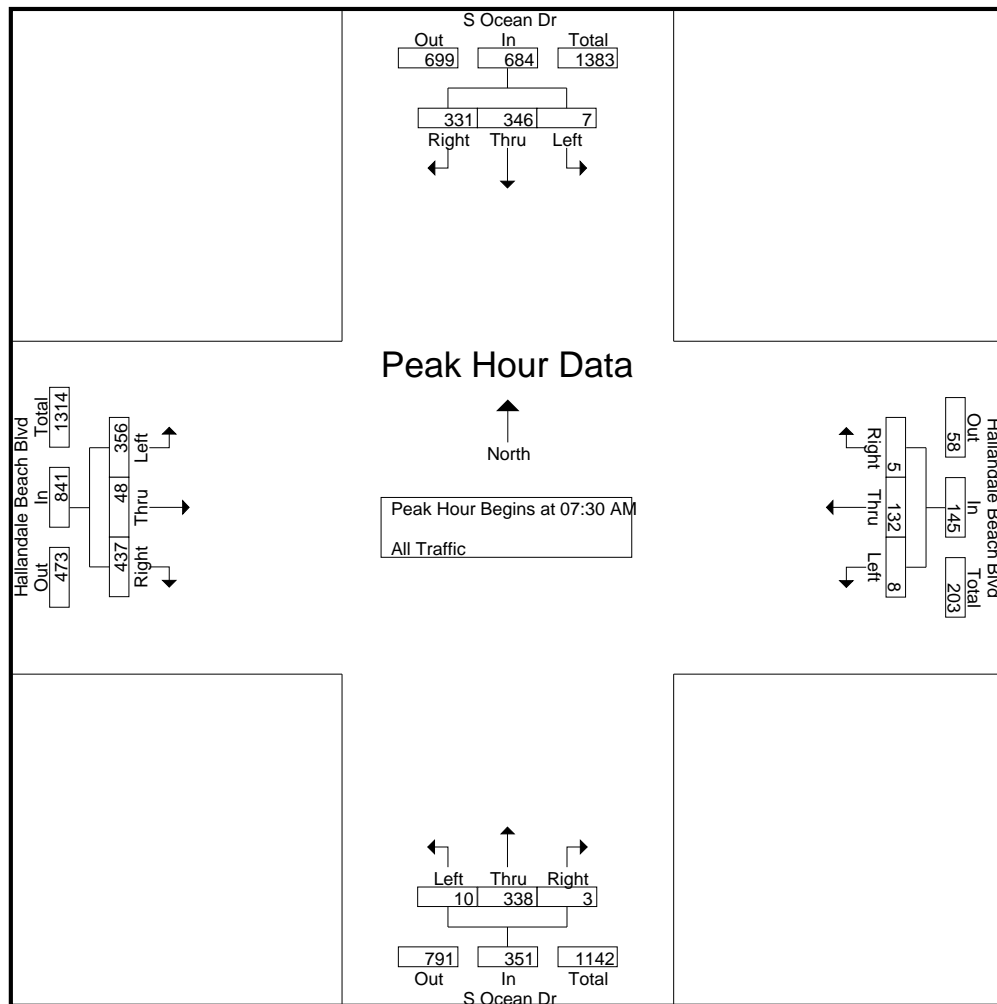 S Ocean Dr
Out In Total
699 684 1383
331 346 7
Right Thru Left
Peak Hour Data
North
Peak Hour Begins at 07:30 AM
All Traffic
Hallandale Beach Blvd
Total In Out
1314 841 473
356 48 437
Left Thru Right
Right Thru Left
5 132 8
58 145 203
Out In Total
Hallandale Beach Blvd
Left Thru Right
10 338 3
791 351 1142
Out In Total
S Ocean Dr